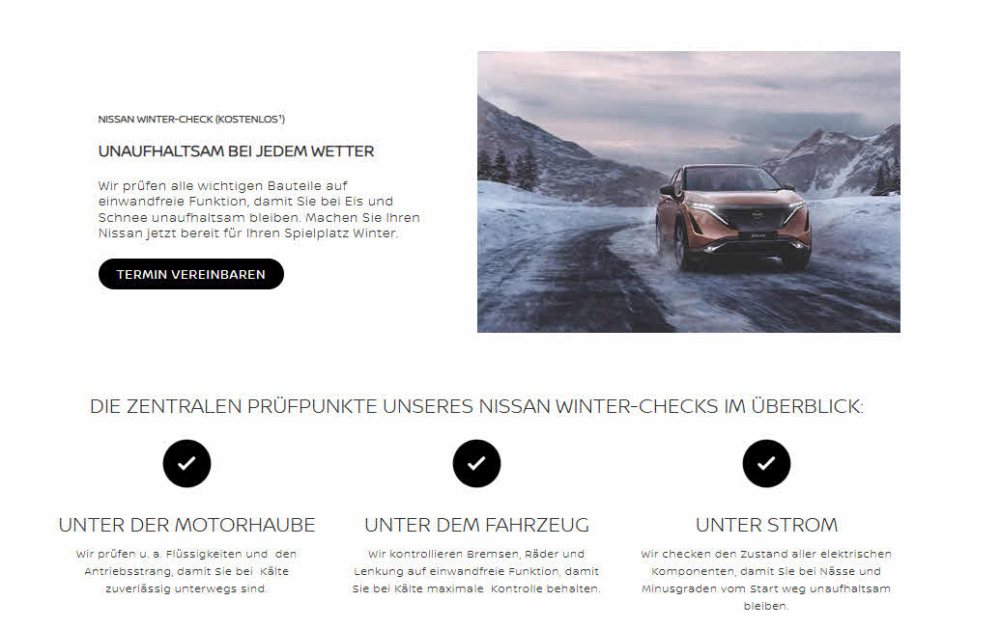 NISSAN WINTER-CHECK (KOSTENLOS¹)
UNAUFHALTSAM BEI JEDEM WETTER
Wir prüfen alle wichtigen Bauteile auf
einwandfreie Funktion, damit Sie bei Eis und
Schnee unaufhaltsam bleiben. Machen Sie Ihren
Nissan jetzt bereit für Ihren Spielplatz Winter.
TERMIN VEREINBAREN
DIE ZENTRALEN PRÜFPUNKTE UNSERES NISSAN WINTER-CHECKS IM ÜBERBLICK:
UNTER DER MOTORHAUBE
Wir prüfen u. a. Flüssigkeiten und den
Antriebsstrang, damit Sie bei Kälte
zuverlässig unterwegs sind.
UNTER DEM FAHRZEUG
Wir kontrollieren Bremsen, Räder und
Lenkung auf einwandfreie Funktion, damit
Sie bei Kälte maximale Kontrolle behalten.
UNTER STROM
Wir checken den Zustand aller elektrischen
Komponenten, damit Sie bei Nässe und
Minusgraden vom Start weg unaufhaltsam
bleiben.